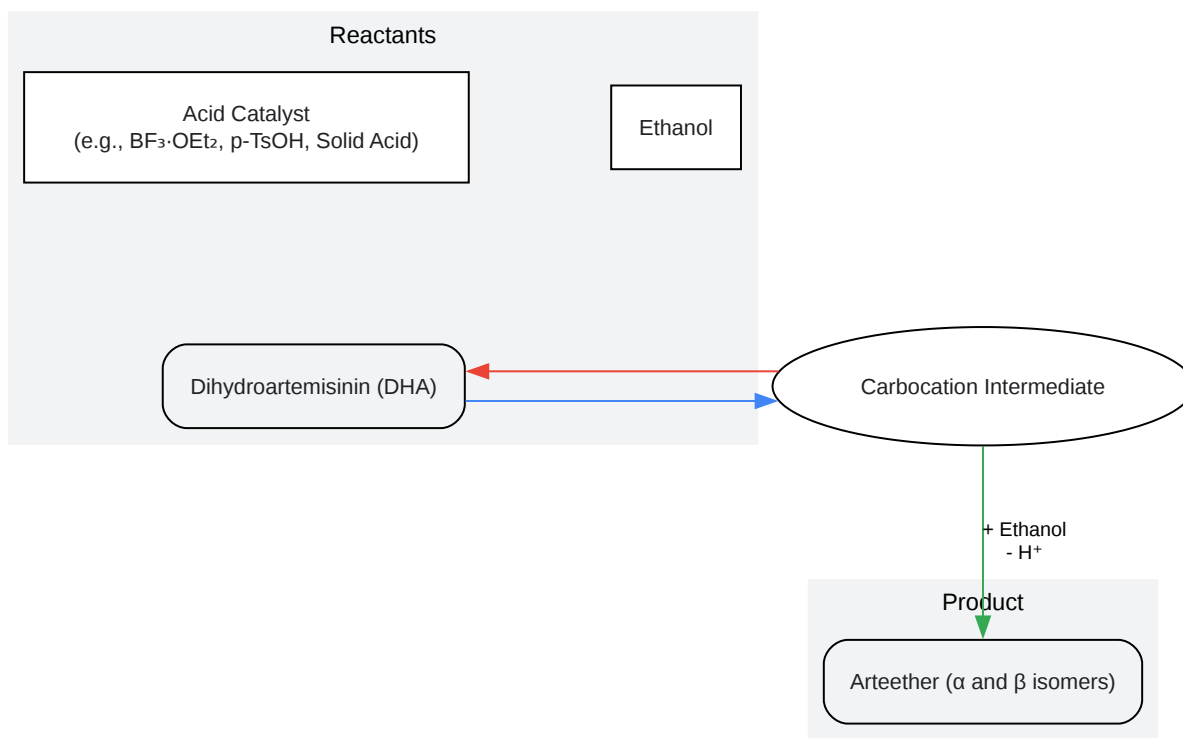 Reactants
Acid Catalyst
(e.g., BF₃·OEt₂, p-TsOH, Solid Acid)
Ethanol
Dihydroartemisinin (DHA)
Carbocation Intermediate
+ Ethanol
- H⁺
Product
Arteether (α and β isomers)